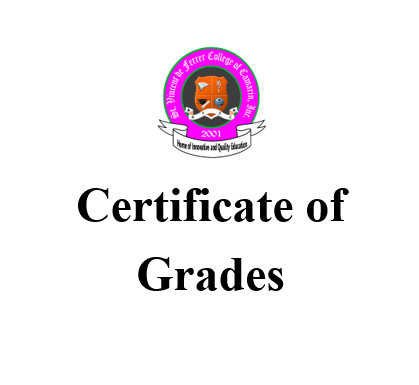 St. Vincent de Ferrer College of Camarin, Inc.
2001
Home of Innovative and Quality Education
Certificate of
Grades